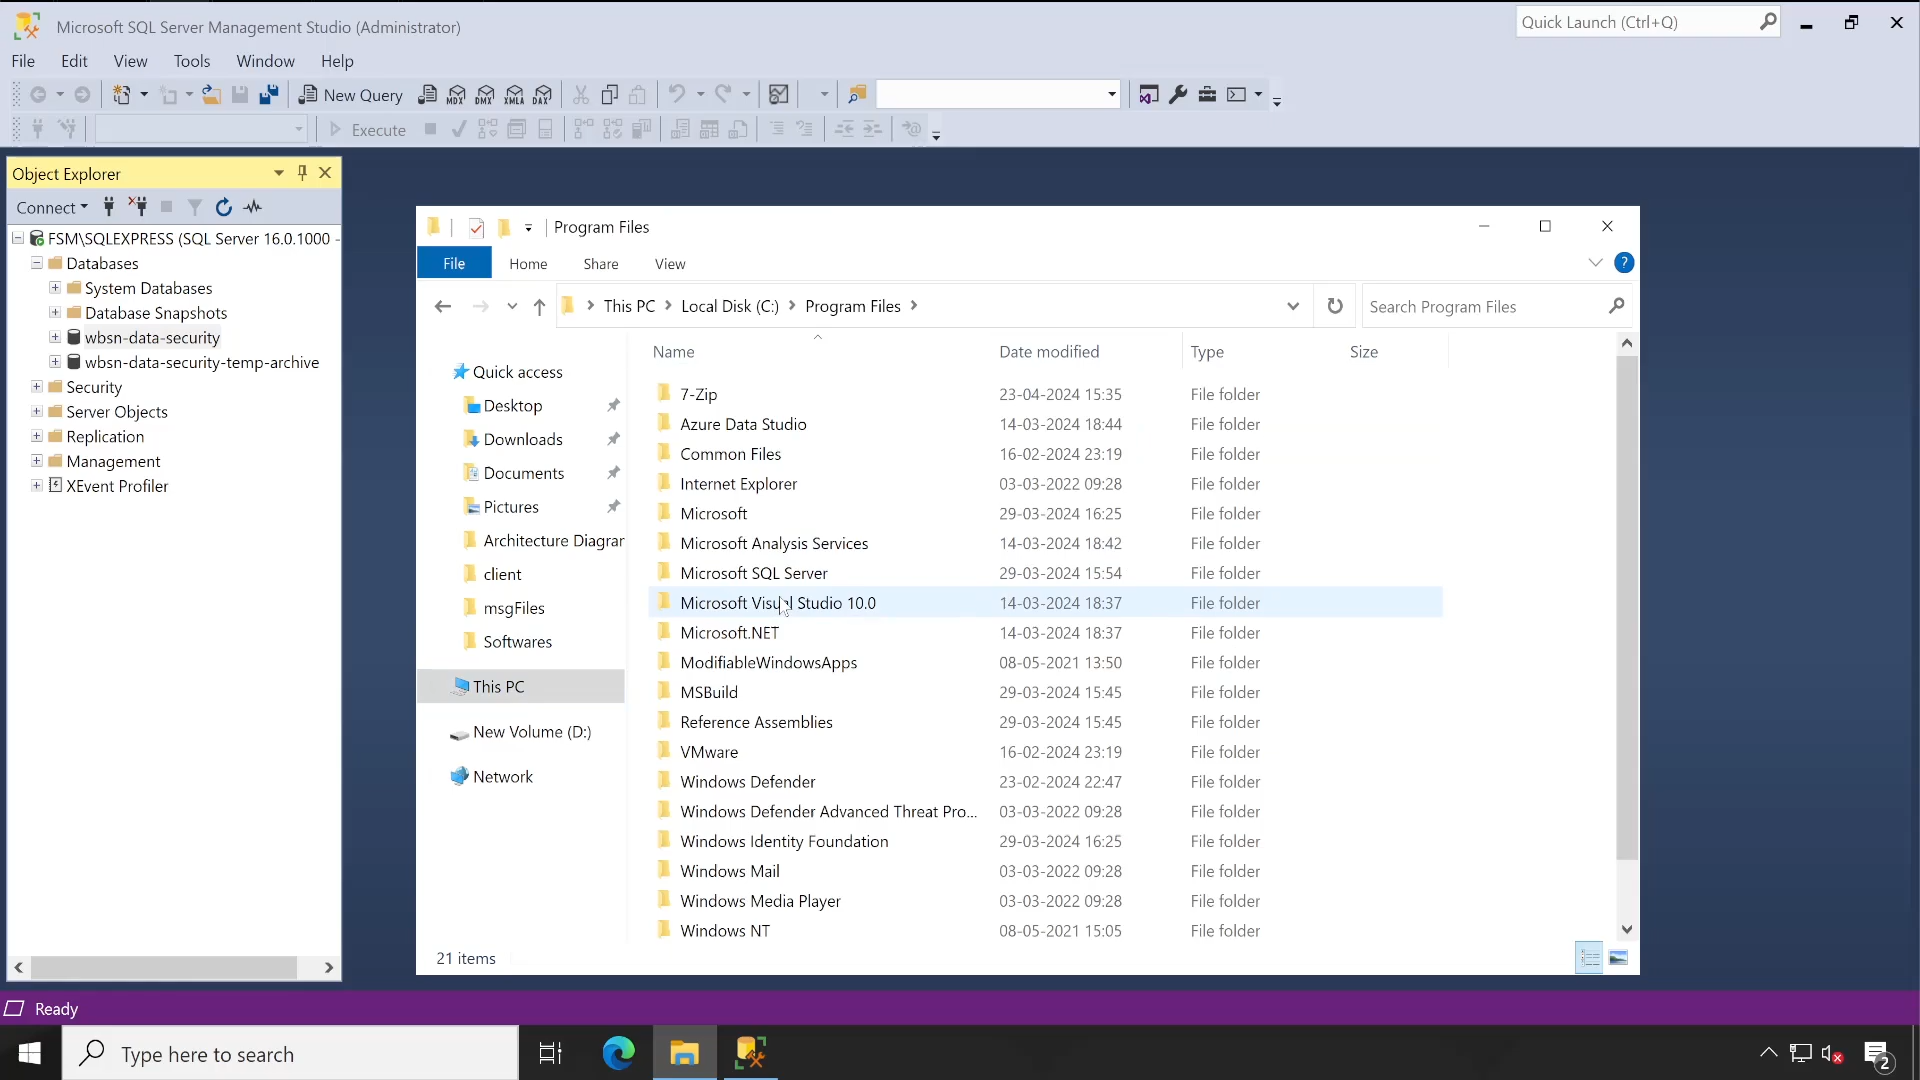 Microsoft SQL Server Management Studio (Administrator)
Quick Launch (Ctrl+Q)
File Edit View Tools Window Help
New Query MDX DMX XMLA DAX
Execute
Object Explorer
Connect
FSM\SQLEXPRESS (SQL Server 16.0.1000 -
Databases
System Databases
Database Snapshots
wbsn-data-security
wbsn-data-security-temp-archive
Security
Server Objects
Replication
Management
XEvent Profiler
Program Files
File Home Share View
This PC Local Disk (C:) Program Files
Search Program Files
Quick access
Desktop
Downloads
Documents
Pictures
Architecture Diagrar
client
msgFiles
Softwares
This PC
New Volume (D:)
Network
Name Date modified Type Size
7-Zip 23-04-2024 15:35 File folder
Azure Data Studio 14-03-2024 18:44 File folder
Common Files 16-02-2024 23:19 File folder
Internet Explorer 03-03-2022 09:28 File folder
Microsoft 29-03-2024 16:25 File folder
Microsoft Analysis Services 14-03-2024 18:42 File folder
Microsoft SQL Server 29-03-2024 15:54 File folder
Microsoft Visual Studio 10.0 14-03-2024 18:37 File folder
Microsoft.NET 14-03-2024 18:37 File folder
ModifiableWindowsApps 08-05-2021 13:50 File folder
MSBuild 29-03-2024 15:45 File folder
Reference Assemblies 29-03-2024 15:45 File folder
VMware 16-02-2024 23:19 File folder
Windows Defender 23-02-2024 22:47 File folder
Windows Defender Advanced Threat Pro... 03-03-2022 09:28 File folder
Windows Identity Foundation 29-03-2024 16:25 File folder
Windows Mail 03-03-2022 09:28 File folder
Windows Media Player 03-03-2022 09:28 File folder
Windows NT 08-05-2021 15:05 File folder
21 items
Ready
Type here to search
2